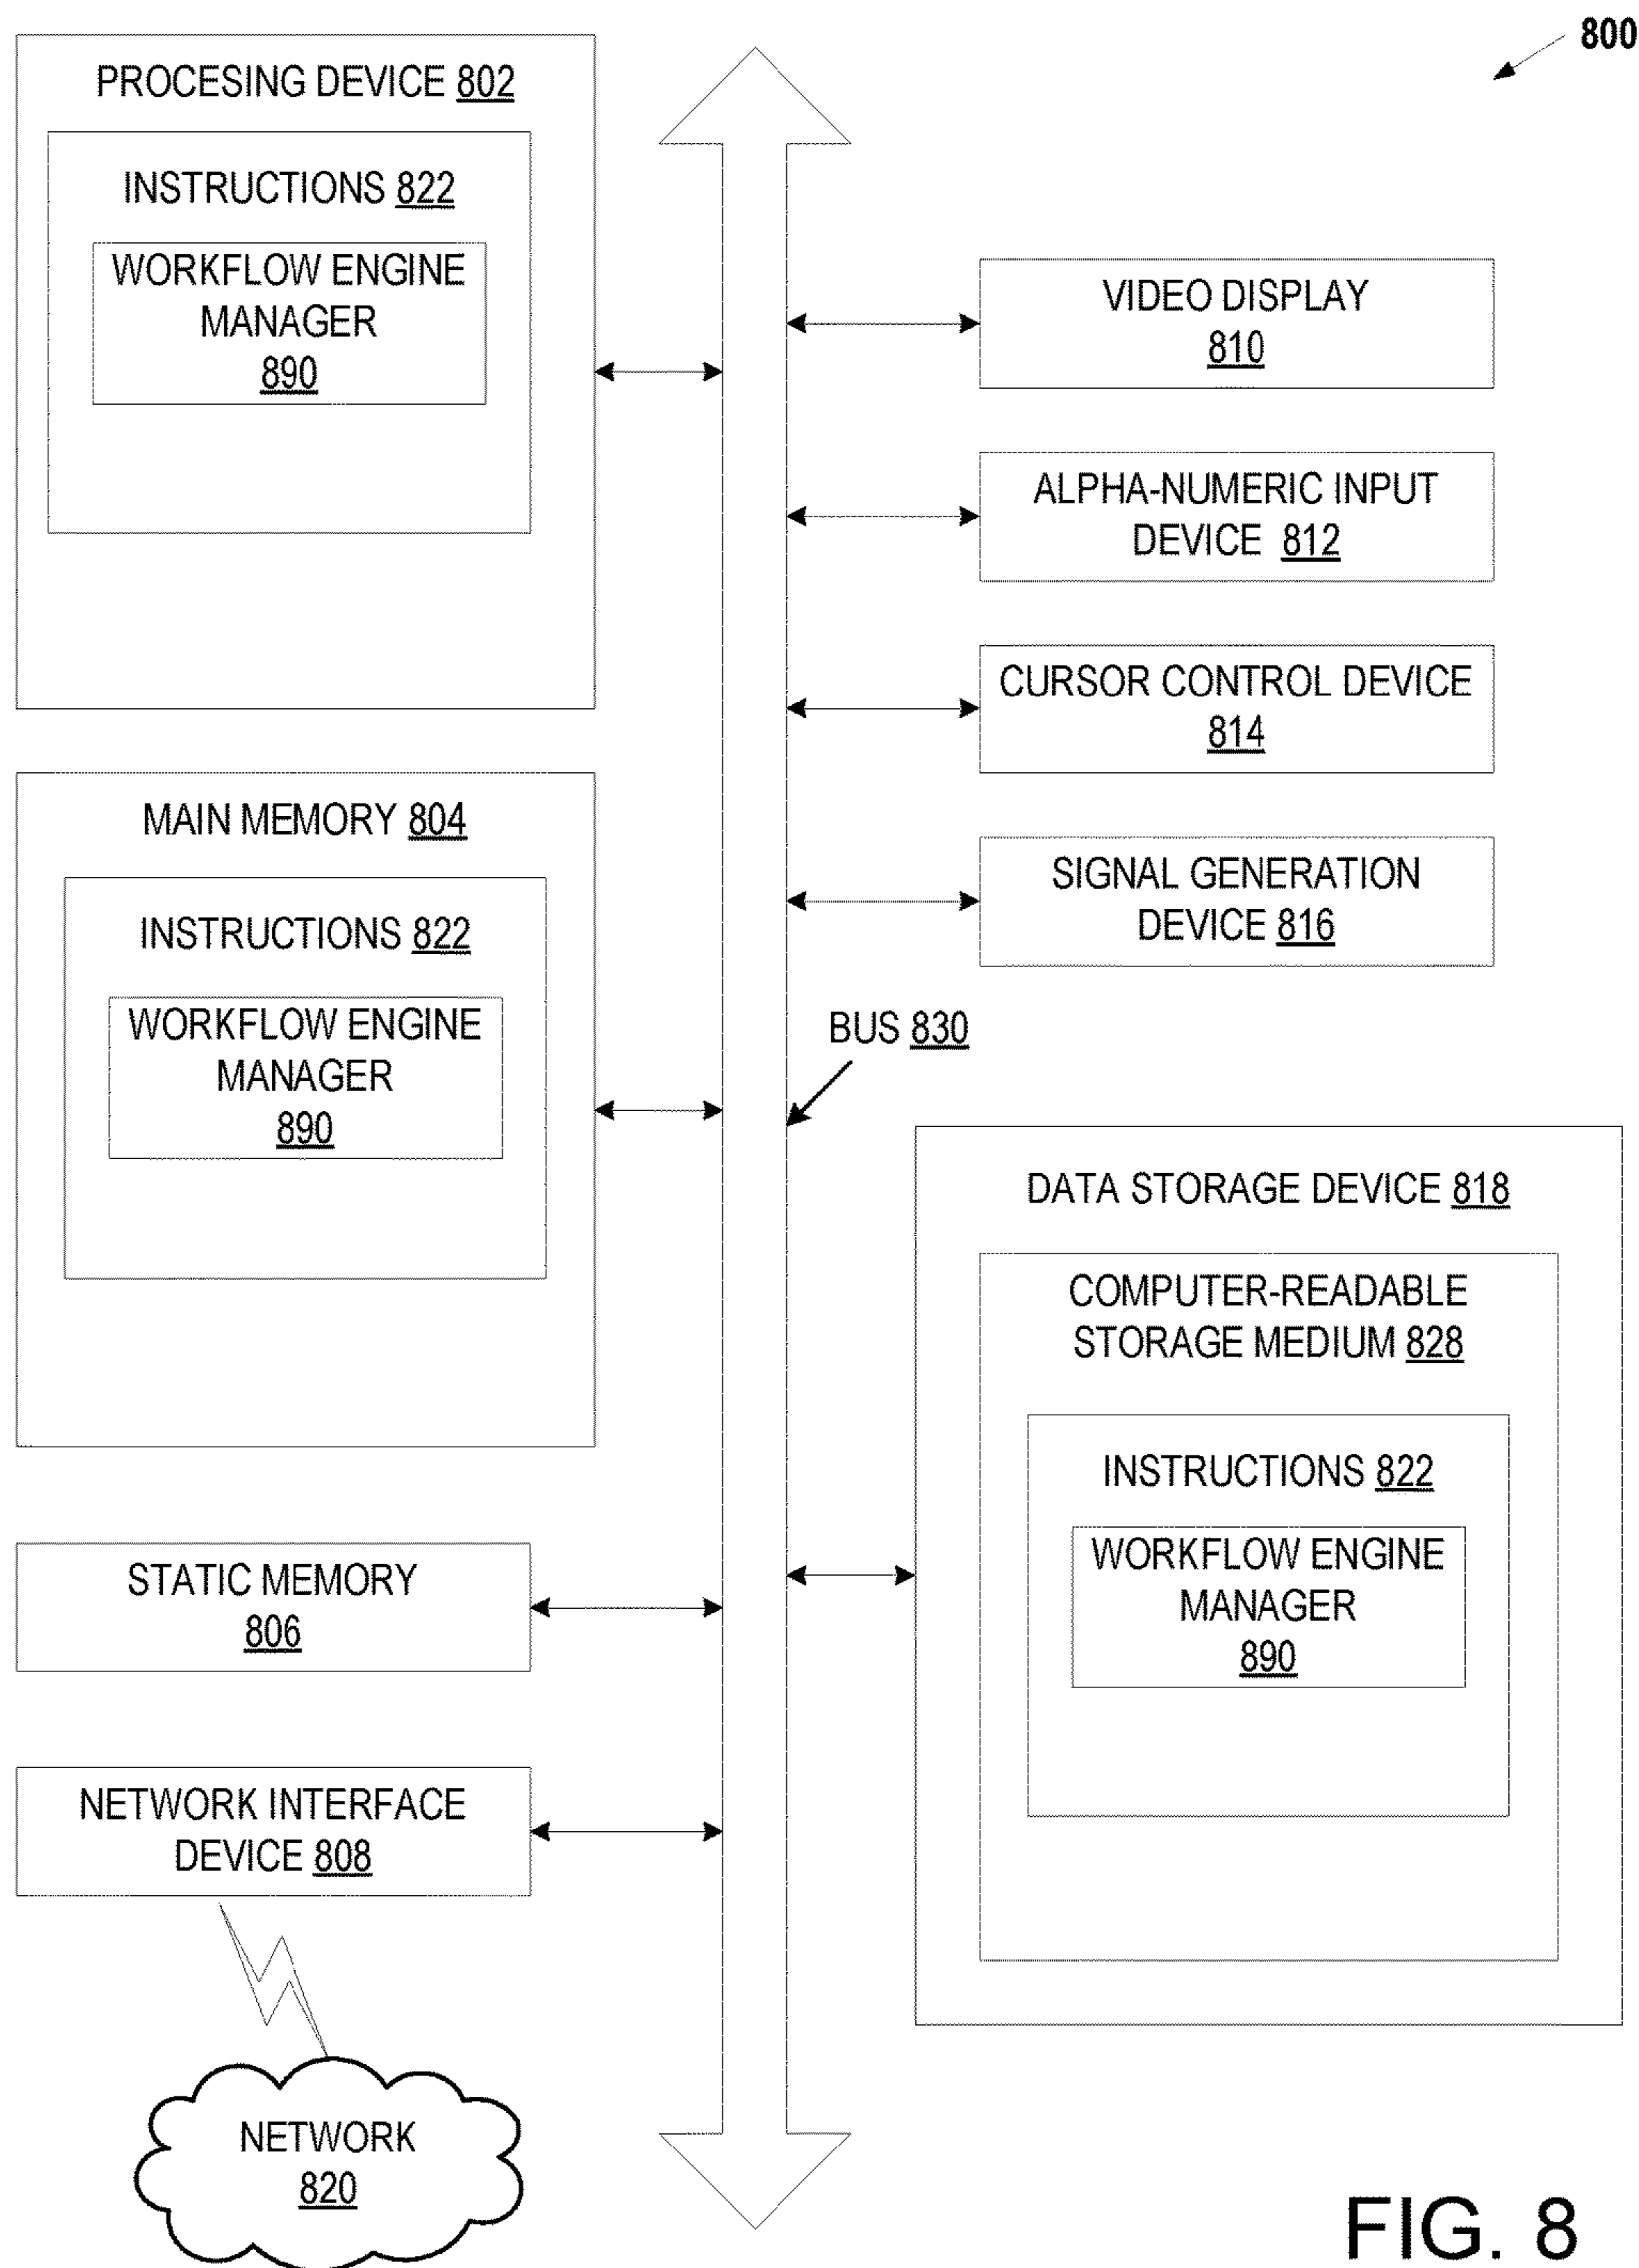 800
PROCESING DEVICE 802
INSTRUCTIONS 822
WORKFLOW ENGINE
MANAGER
890
MAIN MEMORY 804
INSTRUCTIONS 822
WORKFLOW ENGINE
MANAGER
890
STATIC MEMORY
806
NETWORK INTERFACE
DEVICE 808
NETWORK
820
VIDEO DISPLAY
810
ALPHA-NUMERIC INPUT
DEVICE 812
CURSOR CONTROL DEVICE
814
SIGNAL GENERATION
DEVICE 816
BUS 830
DATA STORAGE DEVICE 818
COMPUTER-READABLE
STORAGE MEDIUM 828
INSTRUCTIONS 822
WORKFLOW ENGINE
MANAGER
890
FIG. 8